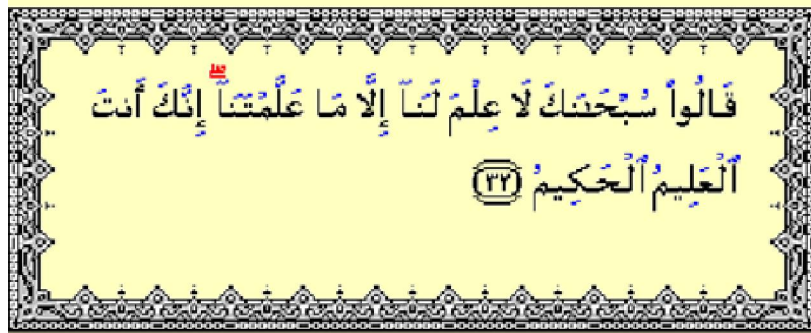 قَالُوا۟ سُبْحَـٰنَكَ لَا عِلْمَ لَنَآ إِلَّا مَا عَلَّمْتَنَآ ۖ إِنَّكَ أَنتَ
ٱلْعَلِيمُ ٱلْحَكِيمُ ﴿٣٢﴾